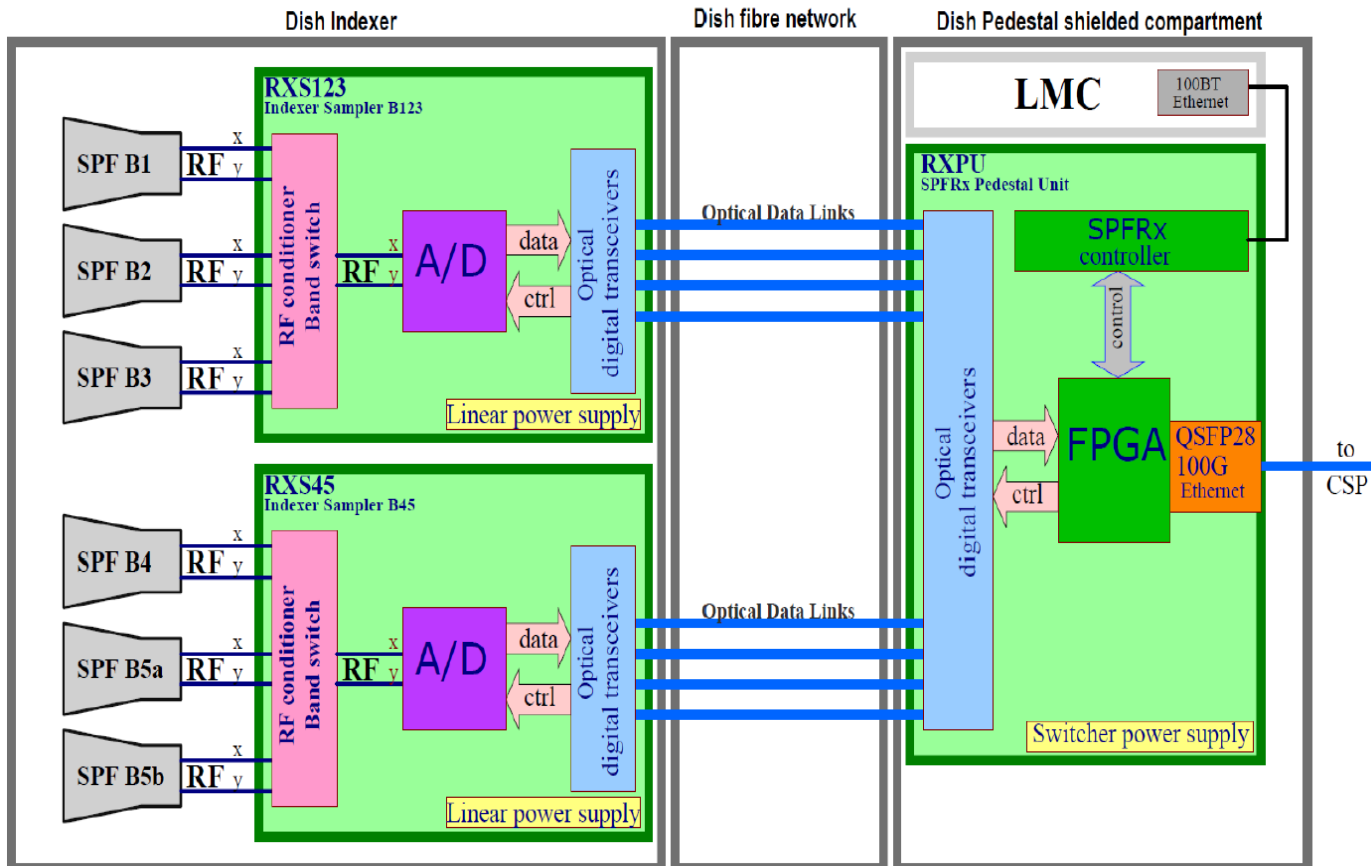 Dish Indexer
Dish fibre network
Dish Pedestal shielded compartment
RXS123
Indexer Sampler B123
SPF B1
x
RF y
SPF B2
x
RF y
SPF B3
x
RF y
RF conditioner
Band switch
x
RF y
A/D
data
ctrl
Optical
digital transceivers
Linear power supply
RXS45
Indexer Sampler B45
SPF B4
x
RF y
SPF B5a
x
RF y
SPF B5b
x
RF y
RF conditioner
Band switch
x
RF y
A/D
data
ctrl
Optical
digital transceivers
Linear power supply
Optical Data Links
Optical Data Links
LMC
100BT
Ethernet
RXPU
SPFRx Pedestal Unit
SPFRx
controller
control
Optical
digital transceivers
data
ctrl
FPGA
QSFP28
100G
Ethernet
Switcher power supply
to
CSP